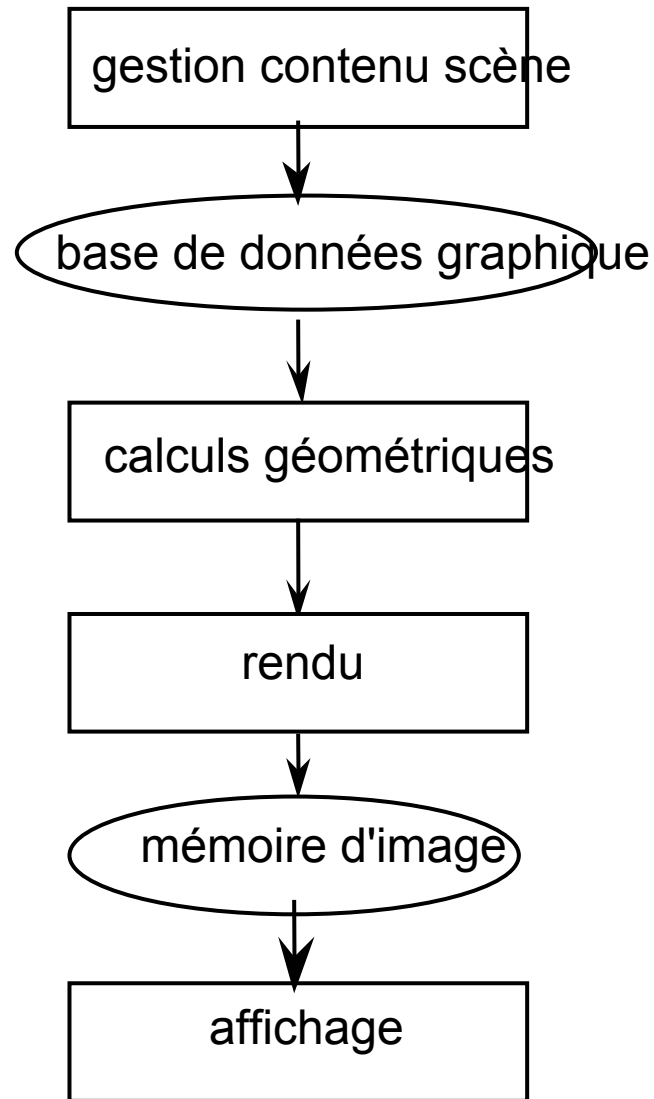 gestion contenu scène
base de données graphique
calculs géométriques
rendu
mémoire d'image
affichage